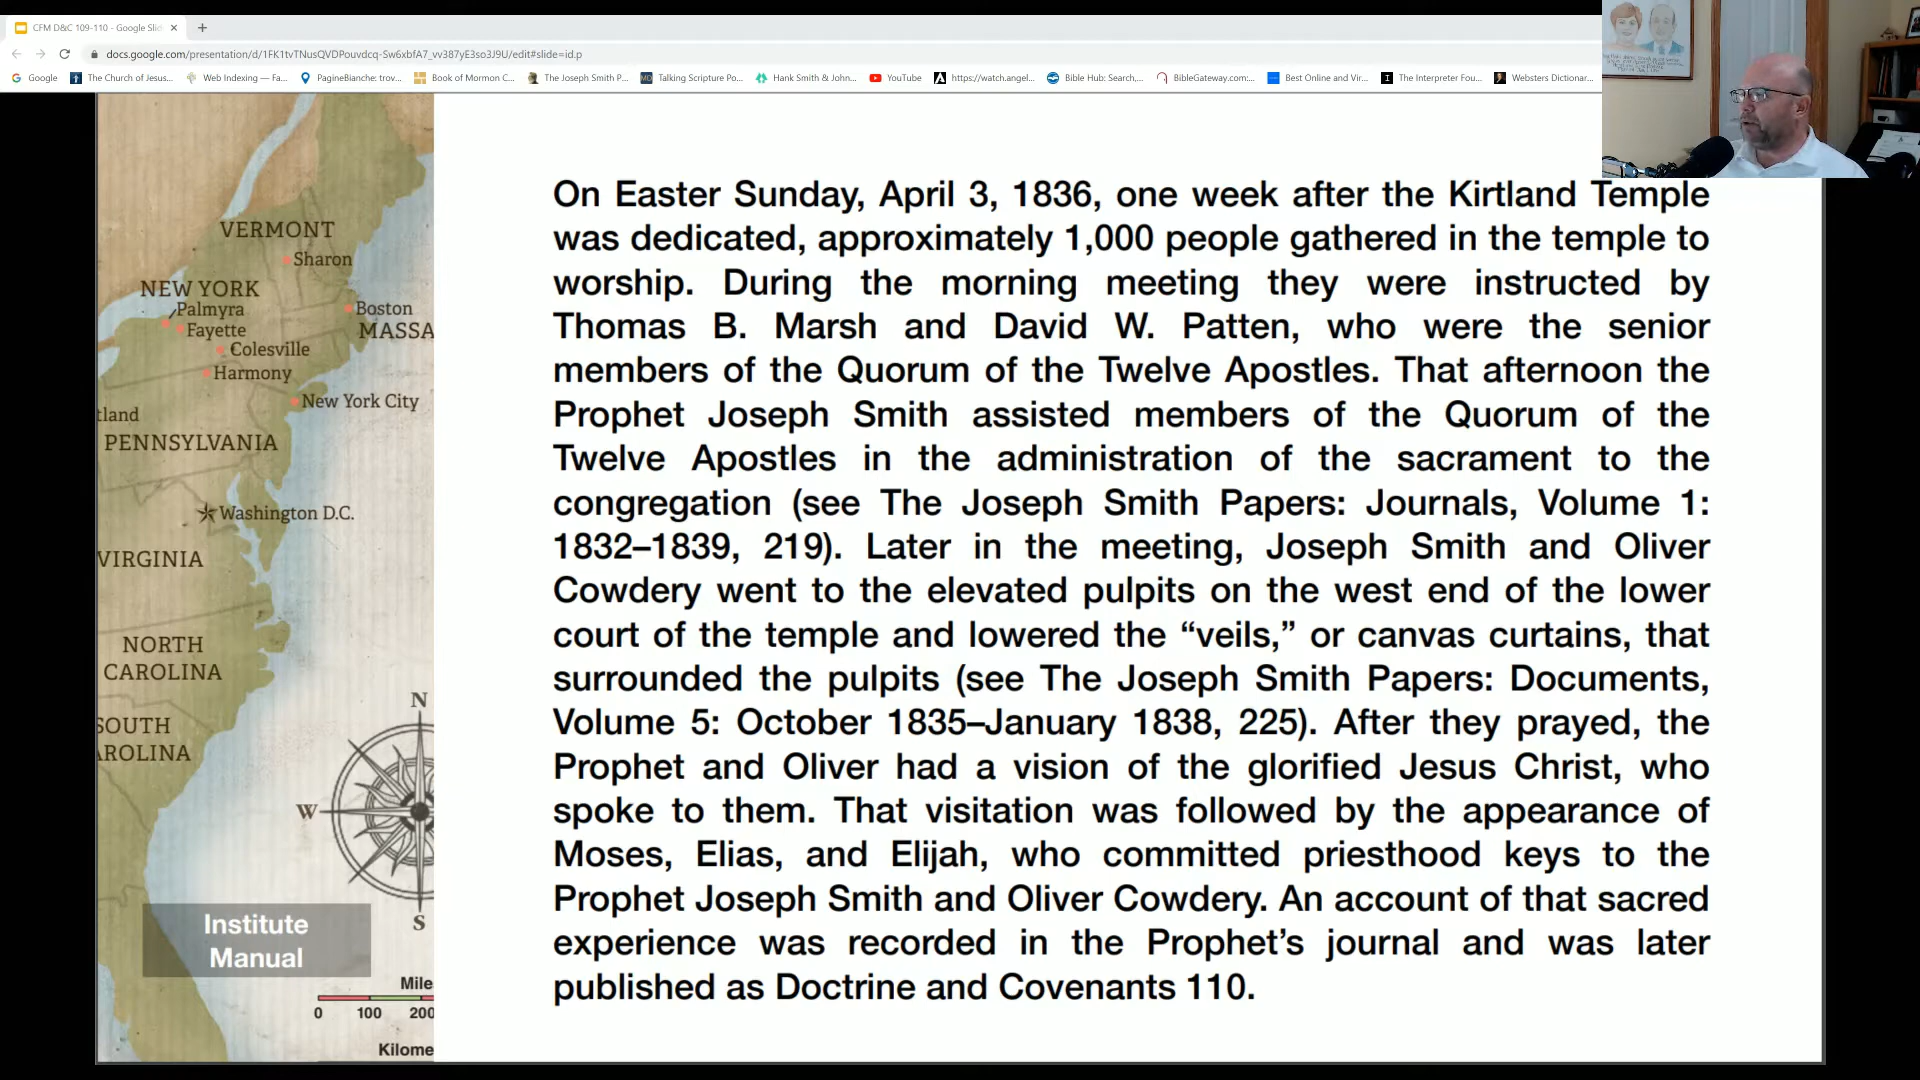 CFM D&C 109-110 - Google Slid
docs.google.com/presentation/d/1FK1tvTNusQVDPouvdcq-Sw6xbfA7_vv387yE3so3J9U/edit#slide=id.p
Google
The Church of Jesus...
Web Indexing — Fa...
PagineBianche: trov...
Book of Mormon C...
The Joseph Smith P...
Talking Scripture Po...
Hank Smith & John...
YouTube
https://watch.angel...
Bible Hub: Search,...
BibleGateway.com:...
Best Online and Vir...
The Interpreter Fou...
Websters Dictionar...
VERMONT
Sharon
NEW YORK
Palmyra
Boston
Fayette
MASSA
Colesville
Harmony
New York City
tland
PENNSYLVANIA
Washington D.C.
VIRGINIA
NORTH
CAROLINA
SOUTH
AROLINA
N
W
S
Institute
Manual
Mile
0 100 200
Kilome
On Easter Sunday, April 3, 1836, one week after the Kirtland Temple
was dedicated, approximately 1,000 people gathered in the temple to
worship. During the morning meeting they were instructed by
Thomas B. Marsh and David W. Patten, who were the senior
members of the Quorum of the Twelve Apostles. That afternoon the
Prophet Joseph Smith assisted members of the Quorum of the
Twelve Apostles in the administration of the sacrament to the
congregation (see The Joseph Smith Papers: Journals, Volume 1:
1832–1839, 219). Later in the meeting, Joseph Smith and Oliver
Cowdery went to the elevated pulpits on the west end of the lower
court of the temple and lowered the “veils,” or canvas curtains, that
surrounded the pulpits (see The Joseph Smith Papers: Documents,
Volume 5: October 1835–January 1838, 225). After they prayed, the
Prophet and Oliver had a vision of the glorified Jesus Christ, who
spoke to them. That visitation was followed by the appearance of
Moses, Elias, and Elijah, who committed priesthood keys to the
Prophet Joseph Smith and Oliver Cowdery. An account of that sacred
experience was recorded in the Prophet’s journal and was later
published as Doctrine and Covenants 110.